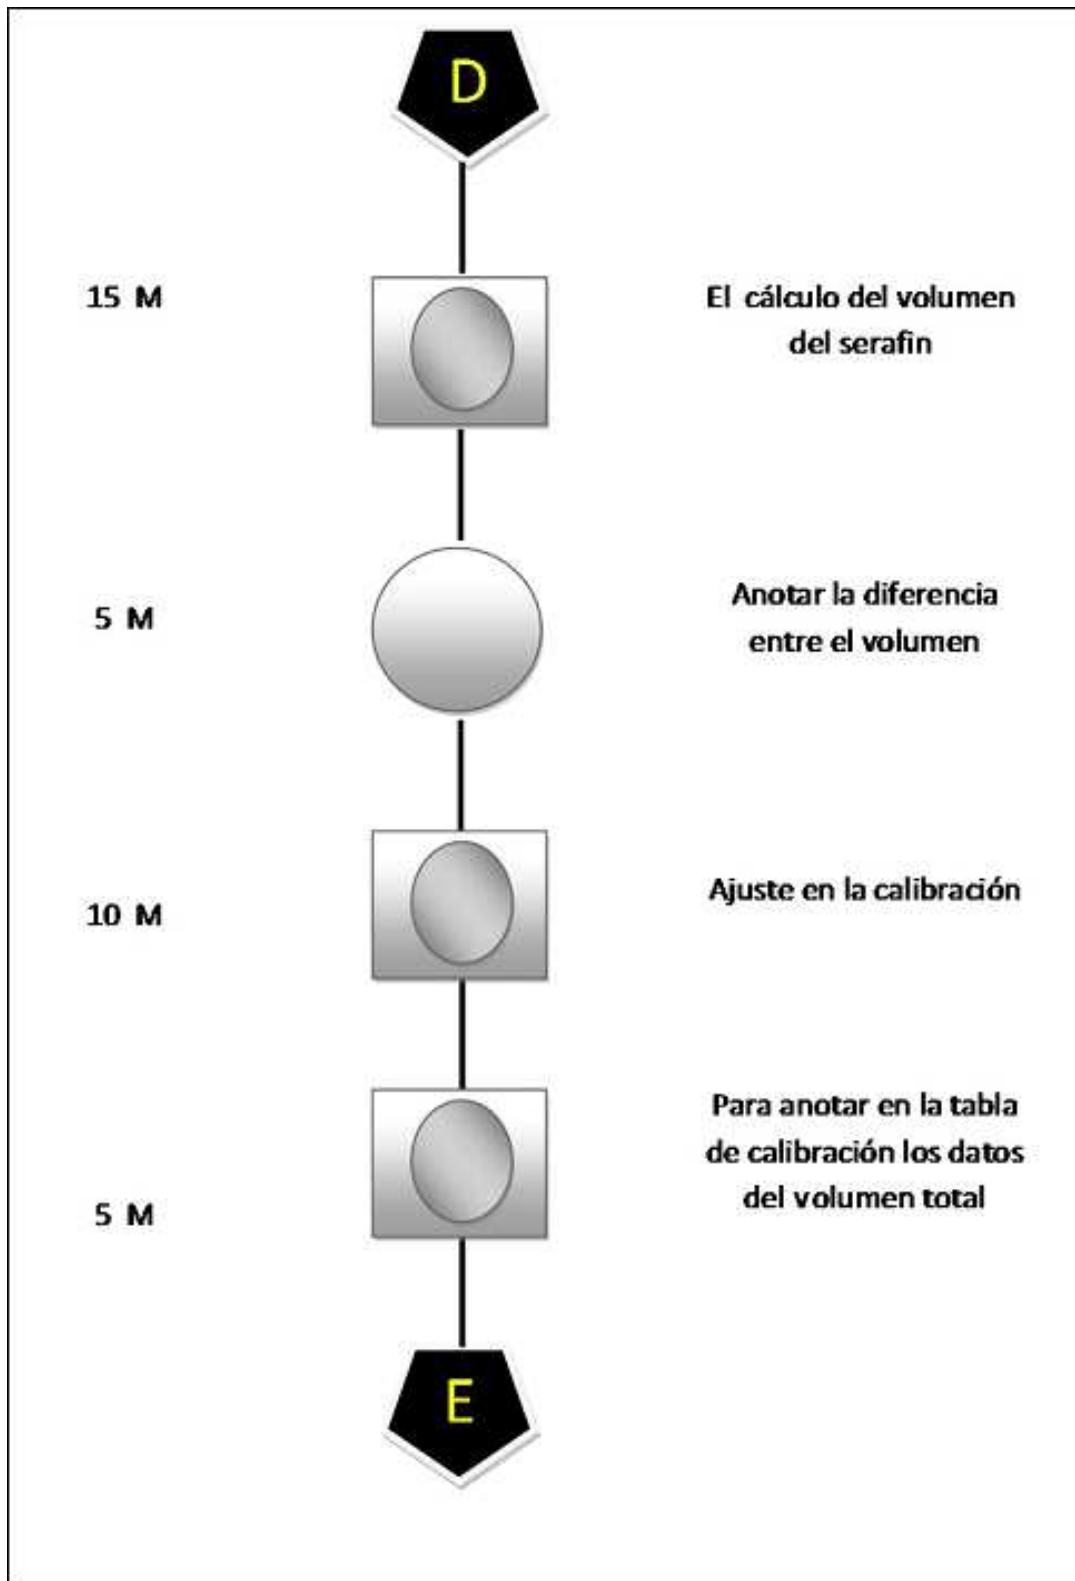 D
15 M
El cálculo del volumen
del serafin
5 M
Anotar la diferencia
entre el volumen
10 M
Ajuste en la calibración
5 M
Para anotar en la tabla
de calibración los datos
del volumen total
E